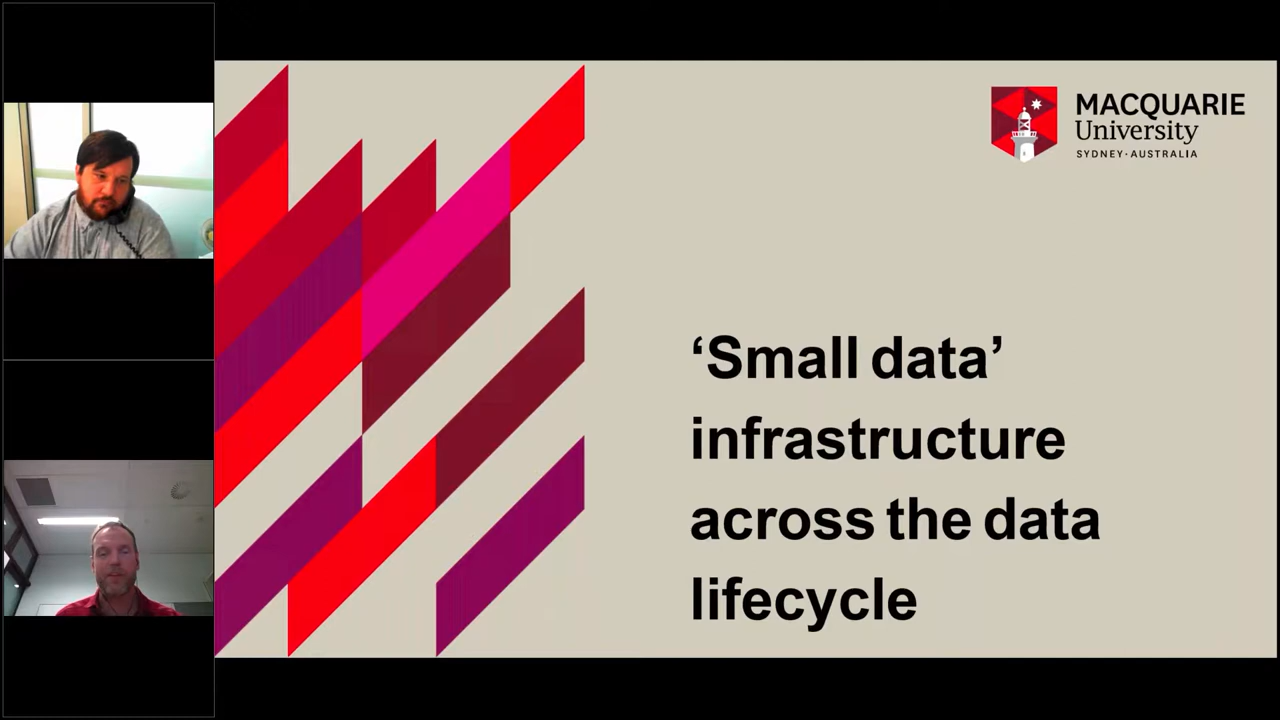 MACQUARIE
University
SYDNEY·AUSTRALIA
‘Small data’
infrastructure
across the data
lifecycle